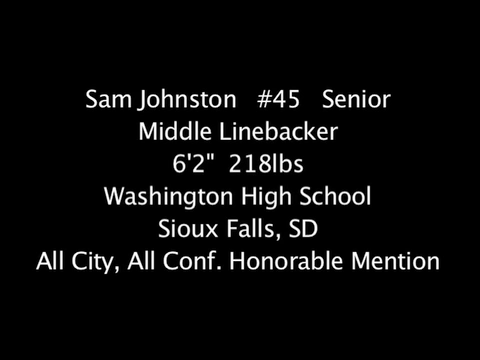 Sam Johnston #45 Senior
Middle Linebacker
6'2" 218lbs
Washington High School
Sioux Falls, SD
All City, All Conf. Honorable Mention